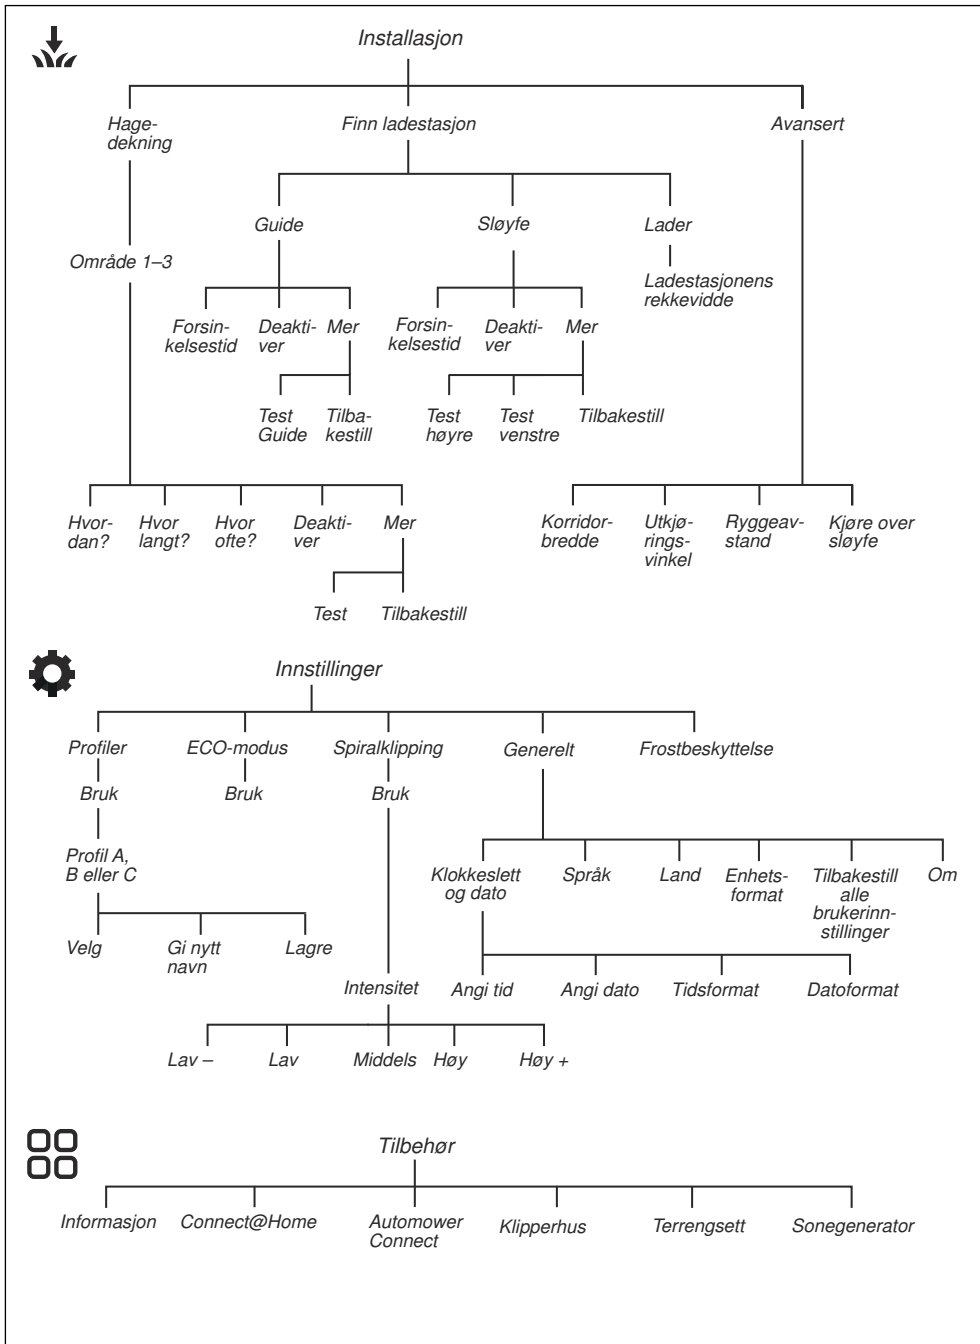 Installasjon
Hage-
dekning
Finn ladestasjon
Avansert
Guide
Sløyfe
Lader
Område 1–3
Ladestasjonens
rekkevidde
Forsin-
kelsestid
Deakti-
ver
Mer
Forsin-
kelsestid
Deakti-
ver
Mer
Test
Guide
Tilba-
kestill
Test
høyre
Test
venstre
Tilbakestill
Hvor-
dan?
Hvor
langt?
Hvor
ofte?
Deakti-
ver
Mer
Korridor-
bredde
Utkjø-
rings-
vinkel
Ryggeav-
stand
Kjøre over
sløyfe
Test
Tilbakestill
Innstillinger
Profiler
ECO-modus
Spiralklipping
Generelt
Frostbeskyttelse
Bruk
Bruk
Bruk
Profil A,
B eller C
Klokkeslett
og dato
Språk
Land
Enhets-
format
Tilbakestill
alle
brukerinn-
stillinger
Om
Velg
Gi nytt
navn
Lagre
Intensitet
Angi tid
Angi dato
Tidsformat
Datoformat
Lav –
Lav
Middels
Høy
Høy +
Tilbehør
Informasjon
Connect@Home
Automower
Connect
Klipperhus
Terrengsett
Sonegenerator